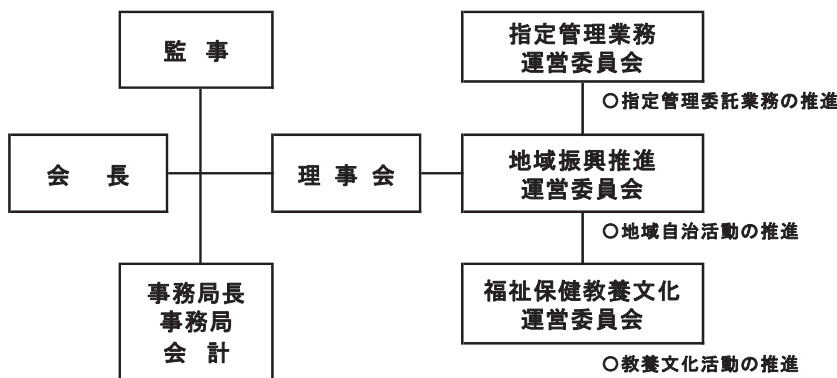 監 事
指定管理業務
運営委員会
○指定管理委託業務の推進
会 長
理 事 会
地域振興推進
運営委員会
○地域自治活動の推進
事務局長
事務局
会 計
福祉保健教養文化
運営委員会
○教養文化活動の推進